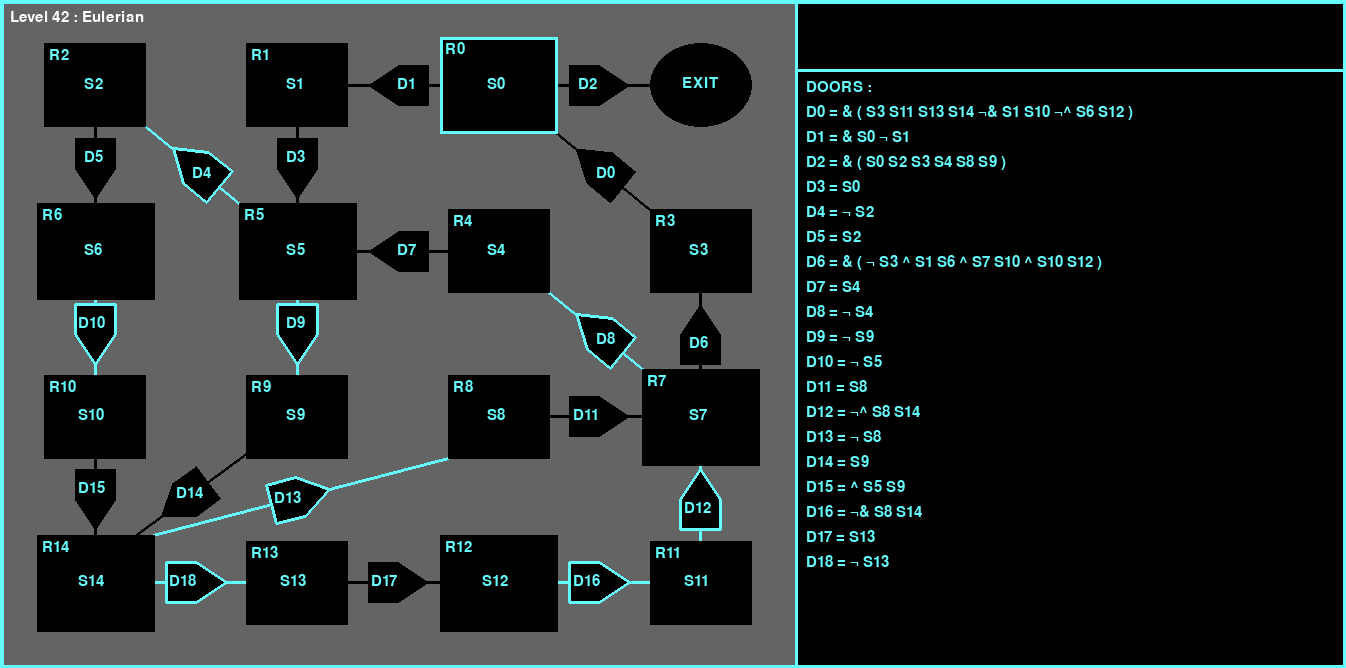 Level 42 : Eulerian
R2
S2
R1
S1
D1
R0
S0
D2
EXIT
D5
D4
D3
D0
R6
S6
R5
S5
D7
R4
S4
R3
S3
D10
D9
D8
D6
R10
S10
R9
S9
R8
S8
D11
R7
S7
D15
D14
D13
D12
R14
S14
D18
R13
S13
D17
R12
S12
D16
R11
S11
DOORS :
D0 = & ( S3 S11 S13 S14 ¬& S1 S10 ¬^ S6 S12 )
D1 = & S0 ¬ S1
D2 = & ( S0 S2 S3 S4 S8 S9 )
D3 = S0
D4 = ¬ S2
D5 = S2
D6 = & ( ¬ S3 ^ S1 S6 ^ S7 S10 ^ S10 S12 )
D7 = S4
D8 = ¬ S4
D9 = ¬ S9
D10 = ¬ S5
D11 = S8
D12 = ¬^ S8 S14
D13 = ¬ S8
D14 = S9
D15 = ^ S5 S9
D16 = ¬& S8 S14
D17 = S13
D18 = ¬ S13